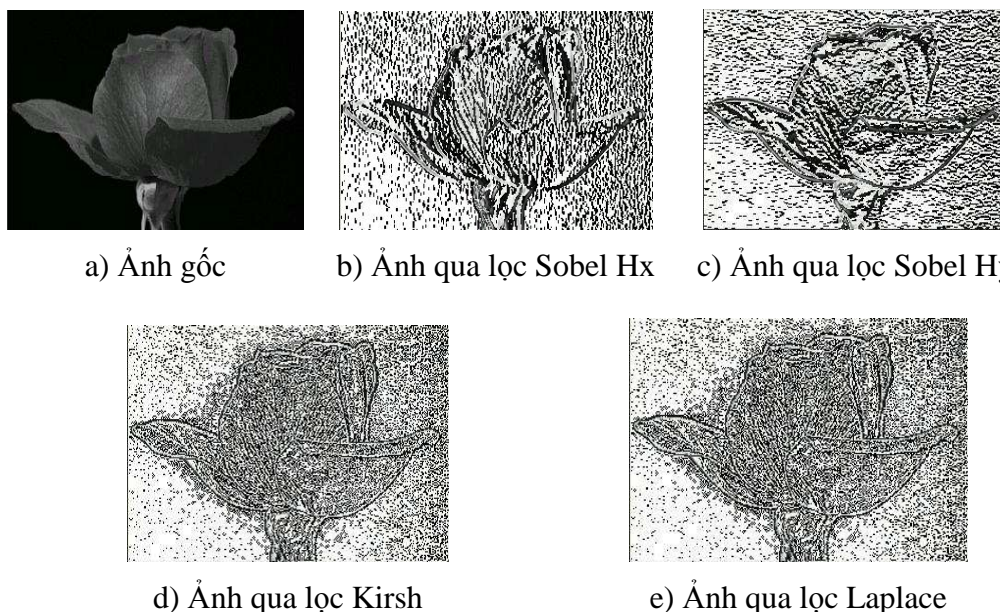 a) Ảnh gốc
b) Ảnh qua lọc Sobel Hx
c) Ảnh qua lọc Sobel Hy
d) Ảnh qua lọc Kirsh
e) Ảnh qua lọc Laplace